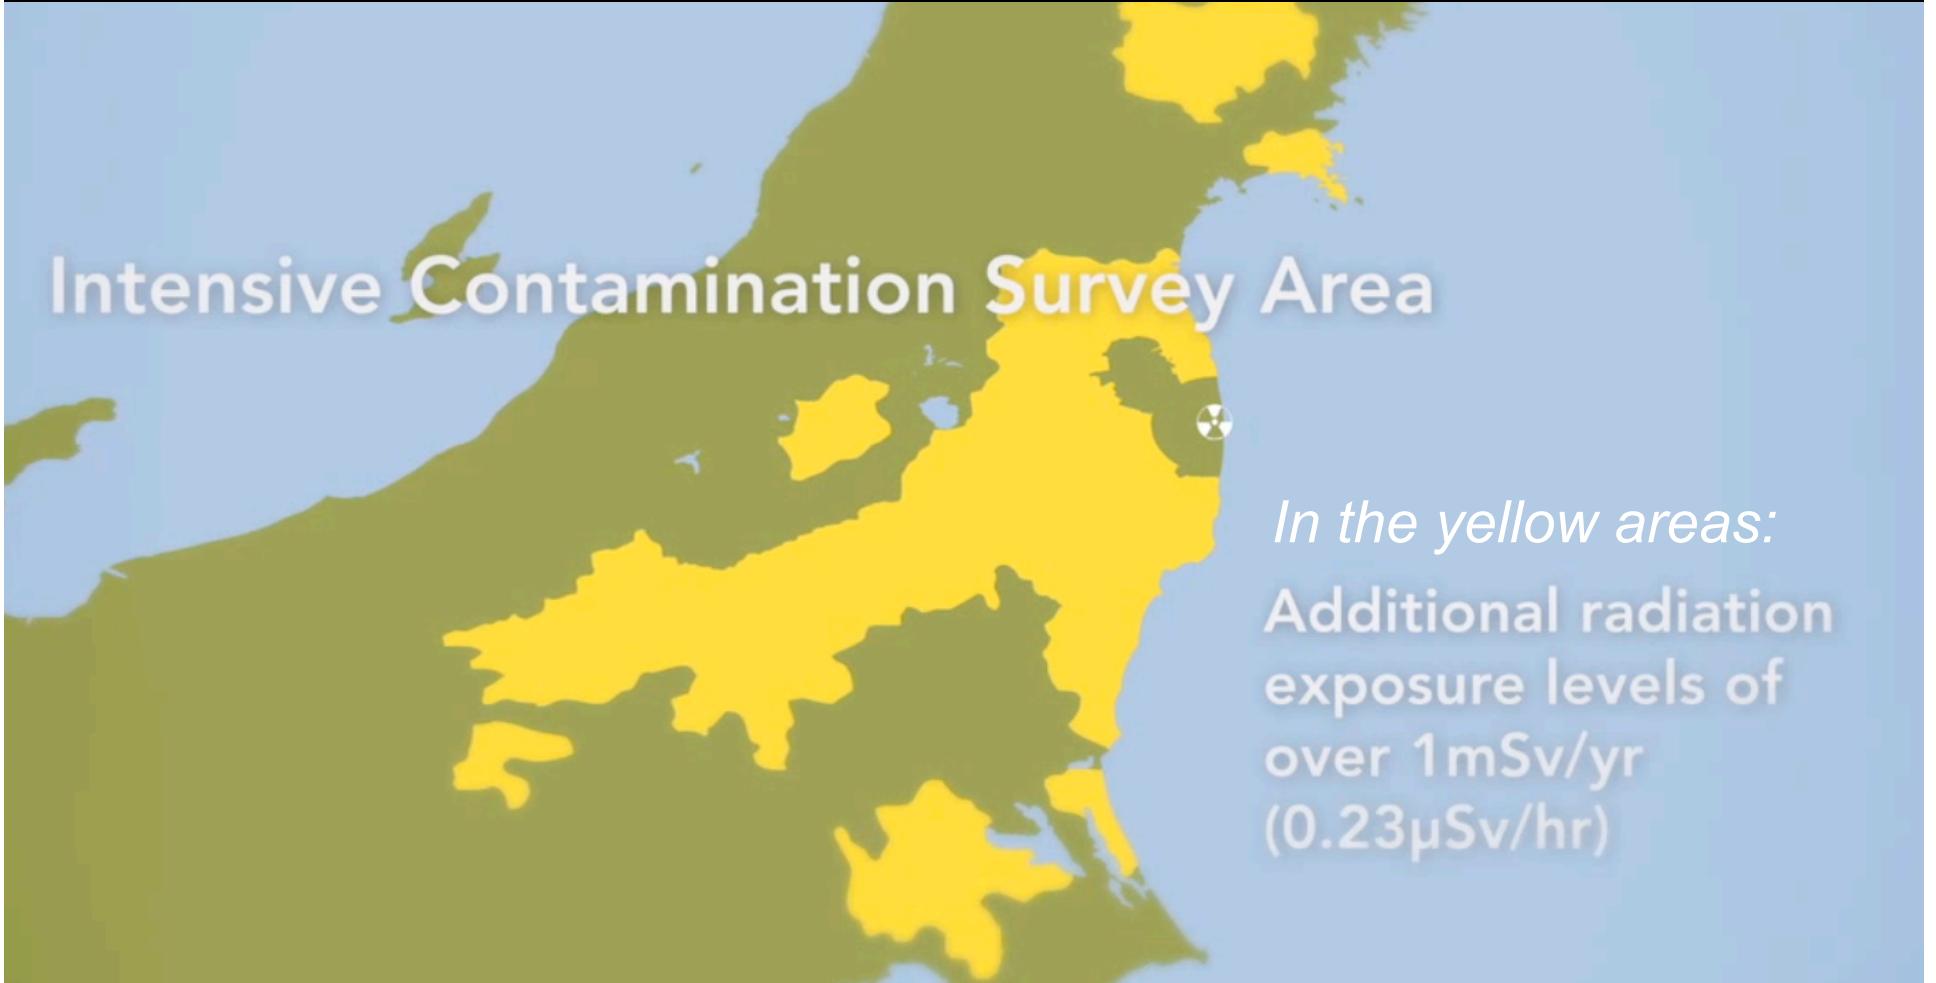 Intensive Contamination Survey Area
In the yellow areas:
Additional radiation
exposure levels of
over 1mSv/yr
(0.23µSv/hr)